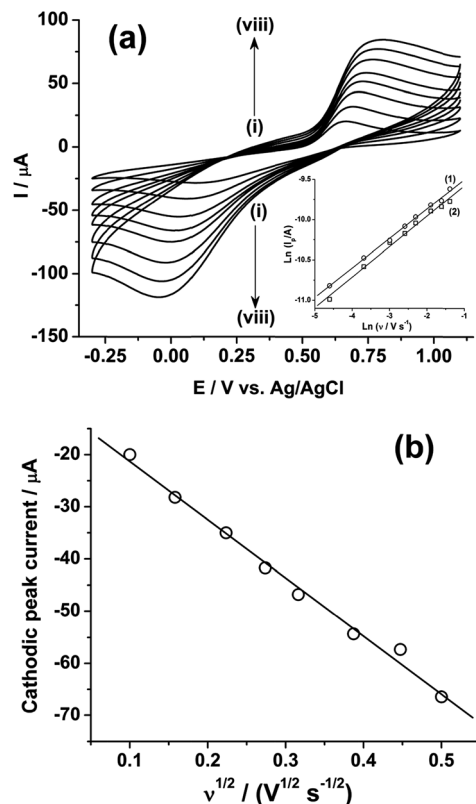 (a)
(viii)
(i)
(i)
(viii)
100
50
0
-50
-100
-150
I / μA
-0.25 0.00 0.25 0.50 0.75 1.00
E / V vs. Ag/AgCl
(1)
(2)
-9.5
-10.0
-10.5
-11.0
Ln (Iₚ/A)
-5 -4 -3 -2 -1
Ln (ν / V s⁻¹)
(b)
-20
-30
-40
-50
-60
-70
Cathodic peak current / μA
0.1 0.2 0.3 0.4 0.5
ν¹/² / (V¹/² s⁻¹/²)